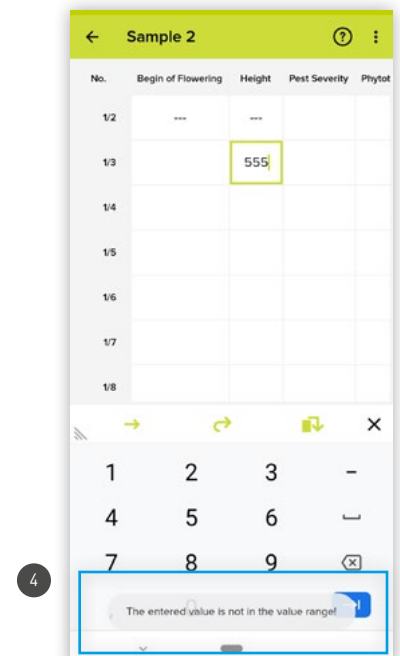 Sample 2
No. Begin of Flowering Height Pest Severity Phytot
1/2 --- ---
1/3 555
1/4
1/5
1/6
1/7
1/8
1 2 3 -
4 5 6
7 8 9
4
The entered value is not in the value range!